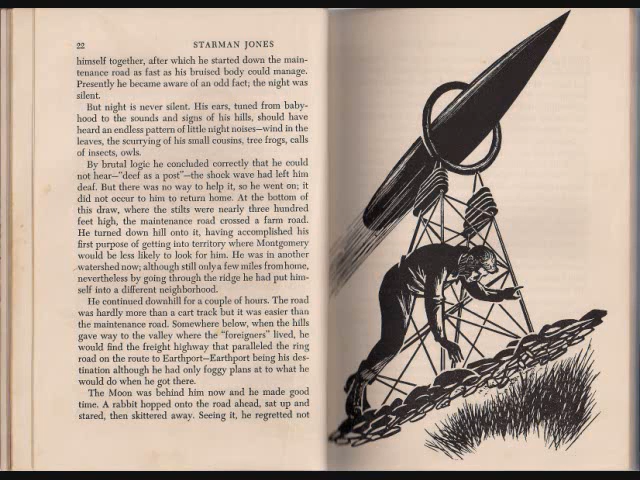 22 STARMAN JONES
himself together, after which he started down the main-
tenance road as fast as his bruised body could manage.
Presently he became aware of an odd fact; the night was
silent.
But night is never silent. His ears, tuned from baby-
hood to the sounds and signs of his hills, should have
heard an endless pattern of little night noises—wind in the
leaves, the scurrying of his small cousins, tree frogs, calls
of insects, owls.
By brutal logic he concluded correctly that he could
not hear—"deef as a post"—the shock wave had left him
deaf. But there was no way to help it, so he went on; it
did not occur to him to return home. At the bottom of
this draw, where the stilts were nearly three hundred
feet high, the maintenance road crossed a farm road.
He turned down hill onto it, having accomplished his
first purpose of getting into territory where Montgomery
would be less likely to look for him. He was in another
watershed now; although still only a few miles from home,
nevertheless by going through the ridge he had put him-
self into a different neighborhood.
He continued downhill for a couple of hours. The road
was hardly more than a cart track but it was easier than
the maintenance road. Somewhere below, when the hills
gave way to the valley where the "foreigners" lived, he
would find the freight highway that paralleled the ring
road on the route to Earthport—Earthport being his des-
tination although he had only foggy plans as to what he
would do when he got there.
The Moon was behind him now and he made good
time. A rabbit hopped onto the road ahead, sat up and
stared, then skittered away. Seeing it, he regretted not